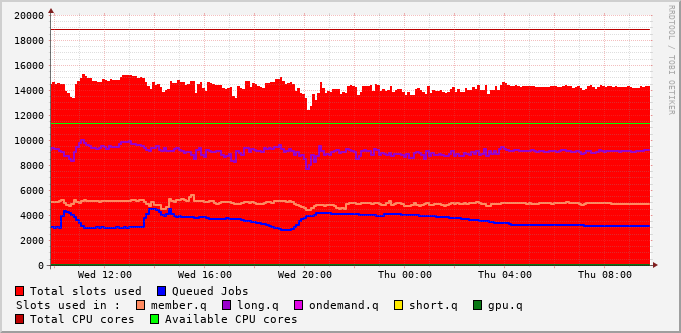 20000
18000
16000
14000
12000
10000
8000
6000
4000
2000
0
Wed 12:00 Wed 16:00 Wed 20:00 Thu 00:00 Thu 04:00 Thu 08:00
Total slots used Queued Jobs
Slots used in : member.q long.q ondemand.q short.q gpu.q
Total CPU cores Available CPU cores
RRDTOOL / TOBI OETIKER